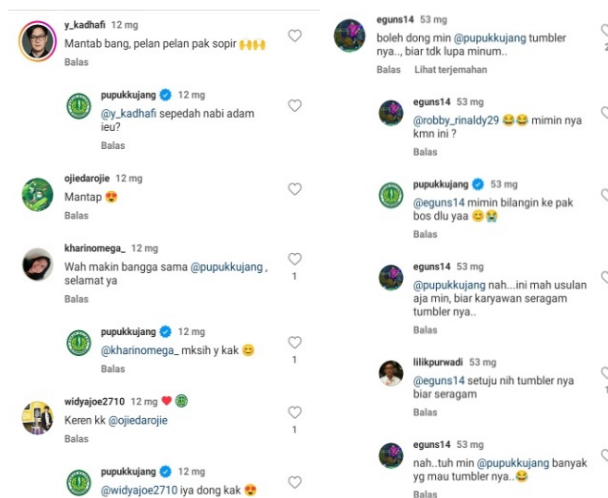 y_kadhafi 12 mg
Mantab bang, pelan pelan pak sopir 🙌🙌
Balas
pupukkujang 12 mg
@y_kadhafi sepedah nabi adam
ieu?
Balas
ojiedarojie 12 mg
Mantap 😍
Balas
kharinomega_ 12 mg
Wah makin bangga sama @pupukkujang ,
selamat ya
1
Balas
pupukkujang 12 mg
@kharinomega_ mksih y kak 😊
1
Balas
widyajoe2710 12 mg
Keren kk @ojiedarojie
1
Balas
pupukkujang 12 mg
@widyajoe2710 iya dong kak 😍
eguns14 53 mg
boleh dong min @pupukkujang tumbler
nya.., biar tdk lupa minum..
Balas Lihat terjemahan
eguns14 53 mg
@robby_rinaldy29 😂😂 mimin nya
kmn ini ?
Balas
pupukkujang 53 mg
@eguns14 mimin bilangin ke pak
bos dlu yaa 😊😭
Balas
eguns14 53 mg
@pupukkujang nah...ini mah usulan
aja min, biar karyawan seragam
tumbler nya..
Balas
lilikpurwadi 53 mg
@eguns14 setuju nih tumbler nya
biar seragam
Balas
eguns14 53 mg
nah..tuh min @pupukkujang banyak
yg mau tumbler nya..😂
Balas